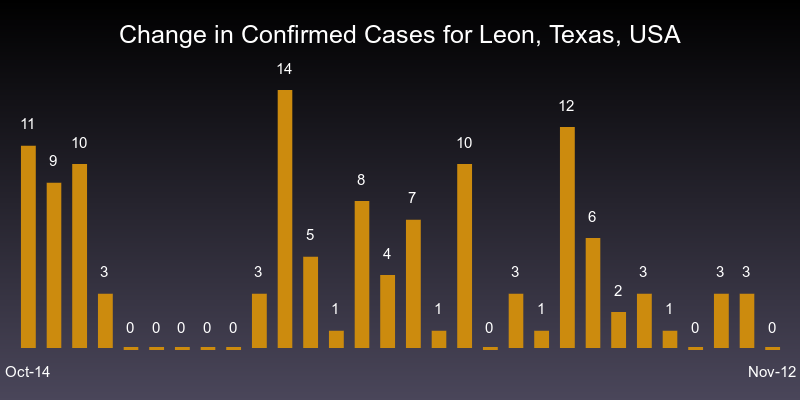 Change in Confirmed Cases for Leon, Texas, USA
11 9 10 3 0 0 0 0 0 3 14 5 1 8 4 7 1 10 0 3 1 12 6 2 3 1 0 3 3 0
Oct-14 Nov-12